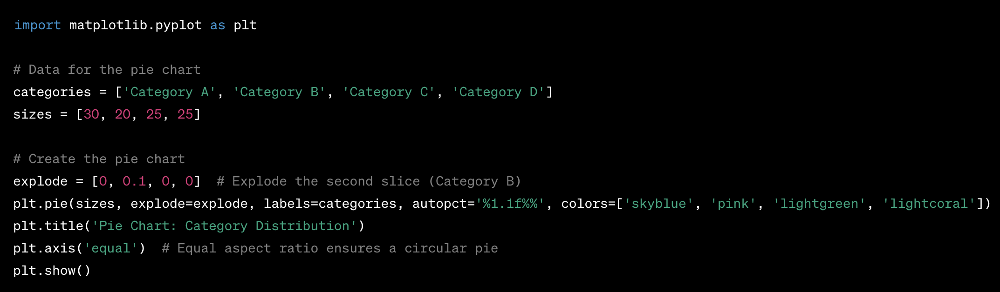 import matplotlib.pyplot as plt
# Data for the pie chart
categories = ['Category A', 'Category B', 'Category C', 'Category D']
sizes = [30, 20, 25, 25]
# Create the pie chart
explode = [0, 0.1, 0, 0]  # Explode the second slice (Category B)
plt.pie(sizes, explode=explode, labels=categories, autopct='%1.1f%%', colors=['skyblue', 'pink', 'lightgreen', 'lightcoral'])
plt.title('Pie Chart: Category Distribution')
plt.axis('equal')  # Equal aspect ratio ensures a circular pie
plt.show()